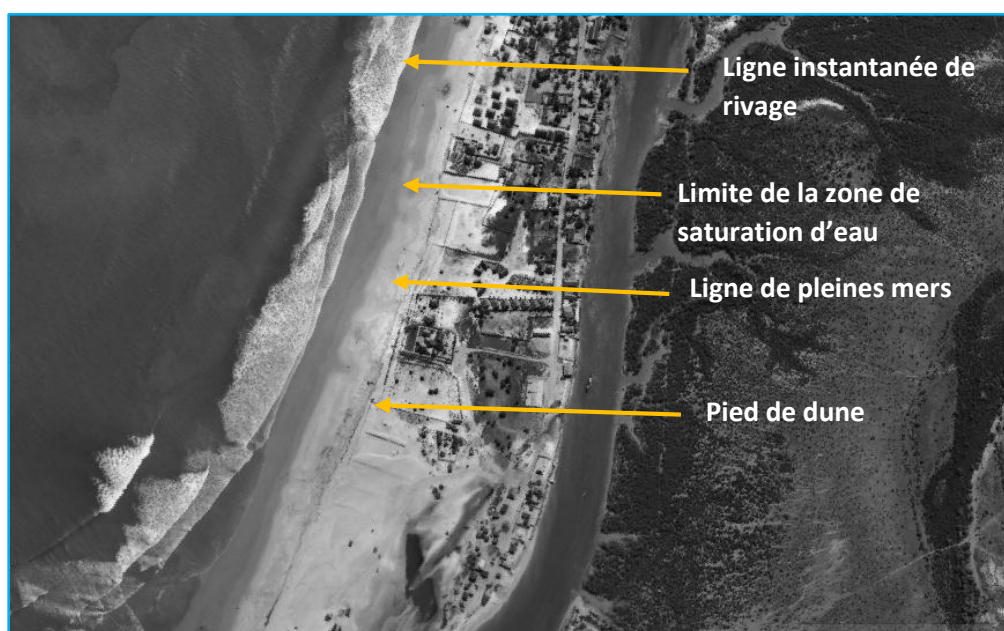 Ligne instantanée de
rivage
Limite de la zone de
saturation d’eau
Ligne de pleines mers
Pied de dune